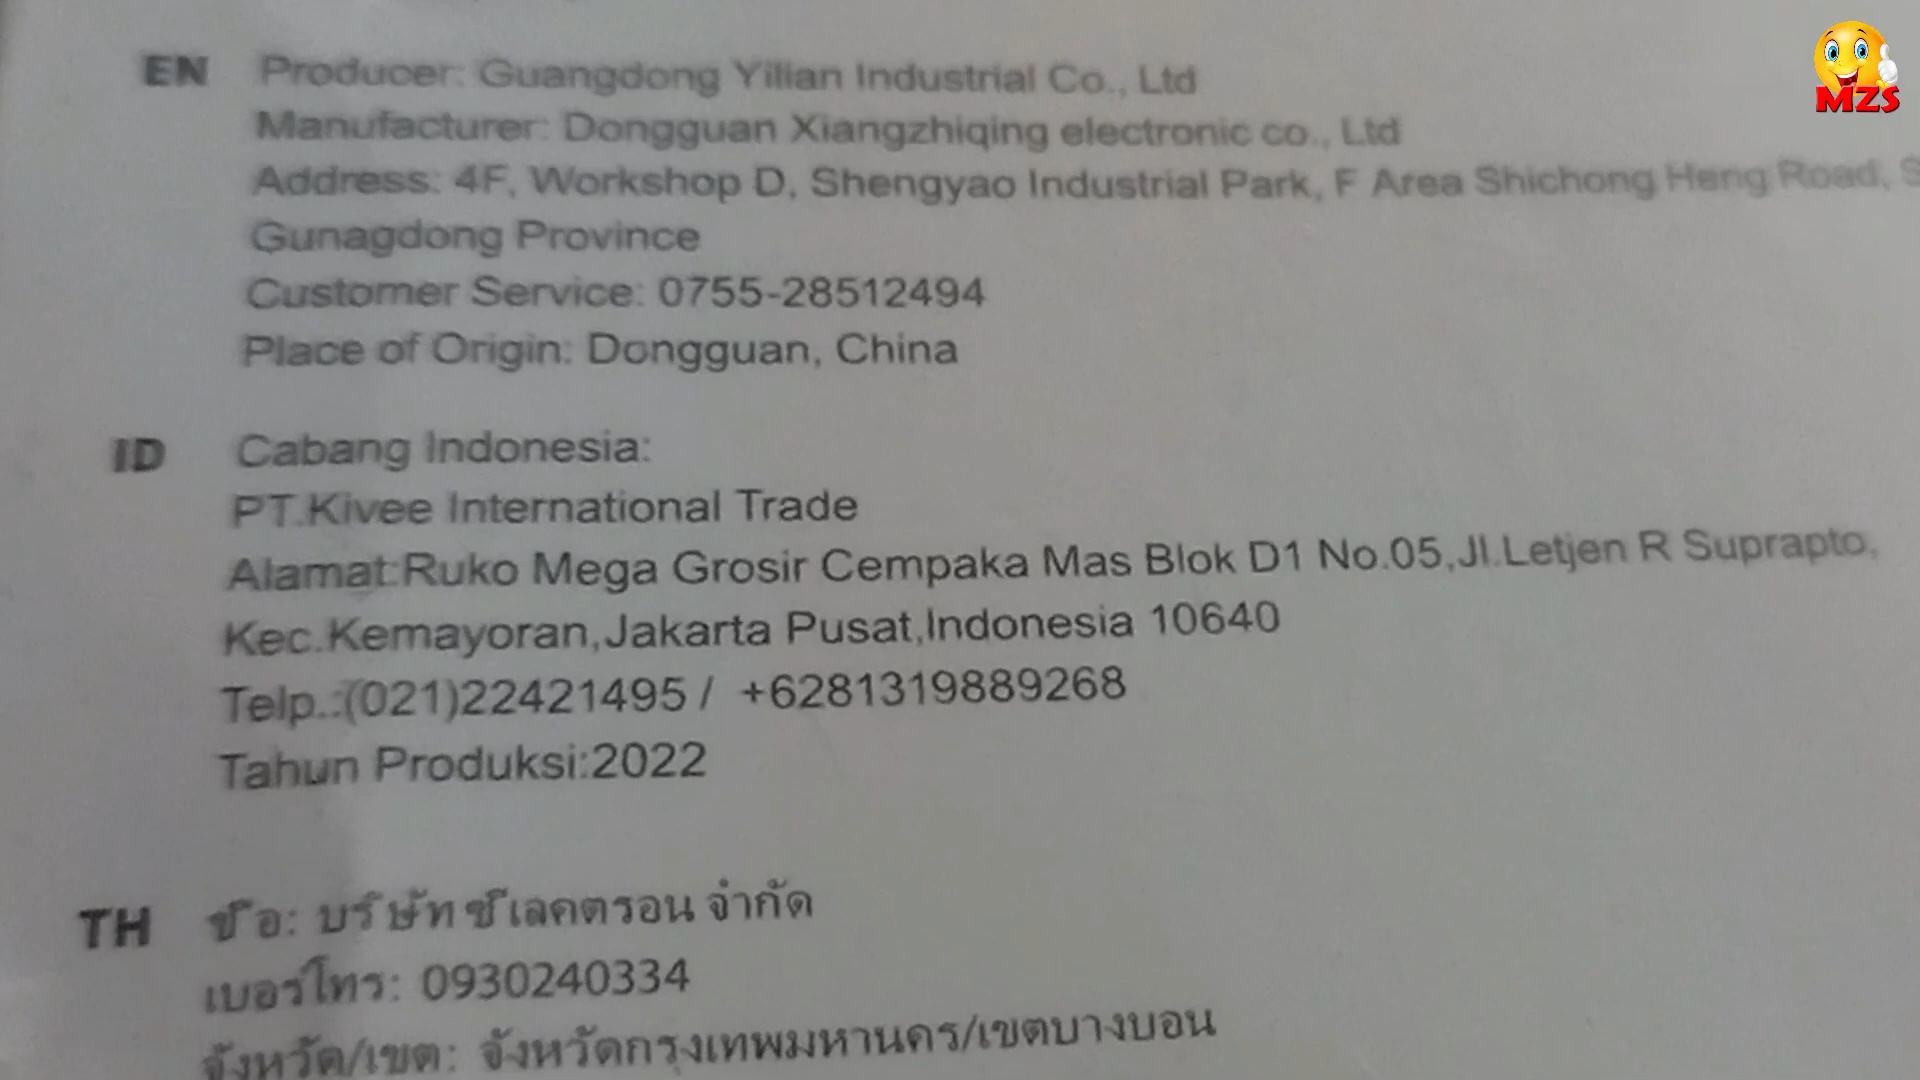 EN Producer: Guangdong Yilian Industrial Co., Ltd
Manufacturer: Dongguan Xiangzhiqing electronic co., Ltd
Address: 4F, Workshop D, Shengyao Industrial Park, F Area Shichong Heng Road,
Gunagdong Province
Customer Service: 0755-28512494
Place of Origin: Dongguan, China
ID Cabang Indonesia:
PT.Kivee International Trade
Alamat:Ruko Mega Grosir Cempaka Mas Blok D1 No.05,Jl.Letjen R Suprapto,
Kec.Kemayoran,Jakarta Pusat,Indonesia 10640
Telp.:(021)22421495 / +6281319889268
Tahun Produksi:2022
TH ชื่อ: บริษัท ซีเลคตรอน จำกัด
เบอร์โทร: 0930240334
จังหวัด/เขต: จังหวัดกรุงเทพมหานคร/เขตบางบอน
MZS